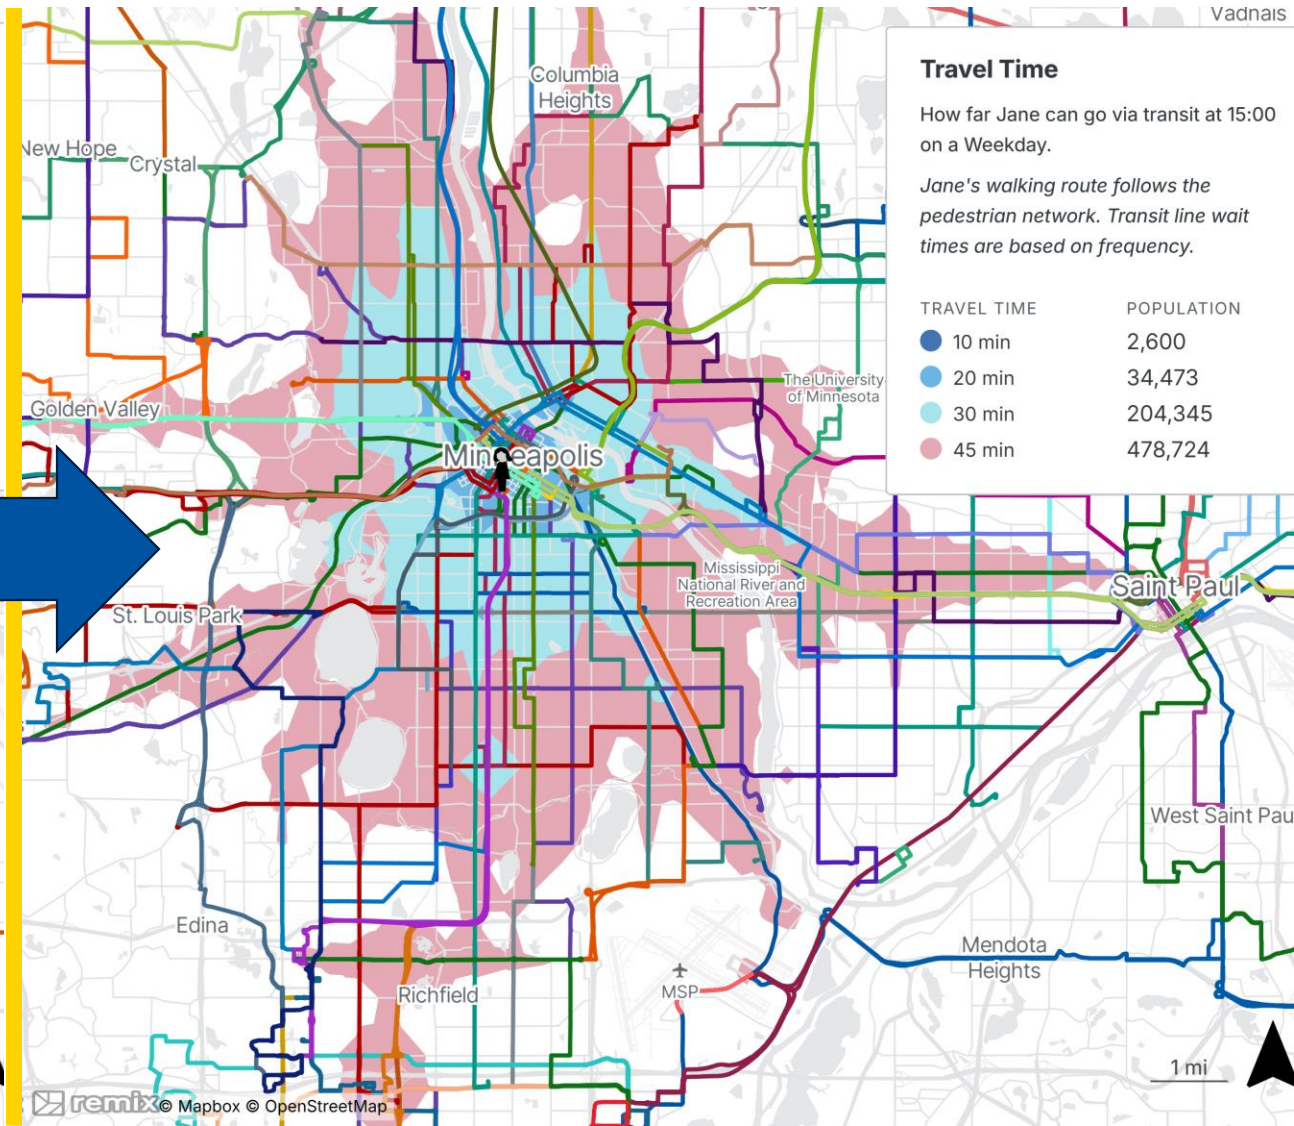 Vadnais
Columbia
Heights
New Hope
Crystal
Travel Time
How far Jane can go via transit at 15:00
on a Weekday.
Jane's walking route follows the
pedestrian network. Transit line wait
times are based on frequency.
TRAVEL TIME POPULATION
10 min 2,600
20 min 34,473
30 min 204,345
45 min 478,724
The University
of Minnesota
Golden Valley
Minneapolis
Mississippi
National River and
Recreation Area
Saint Paul
St. Louis Park
West Saint Pau
Edina
Mendota
Heights
Richfield
MSP
1 mi
remix © Mapbox © OpenStreetMap